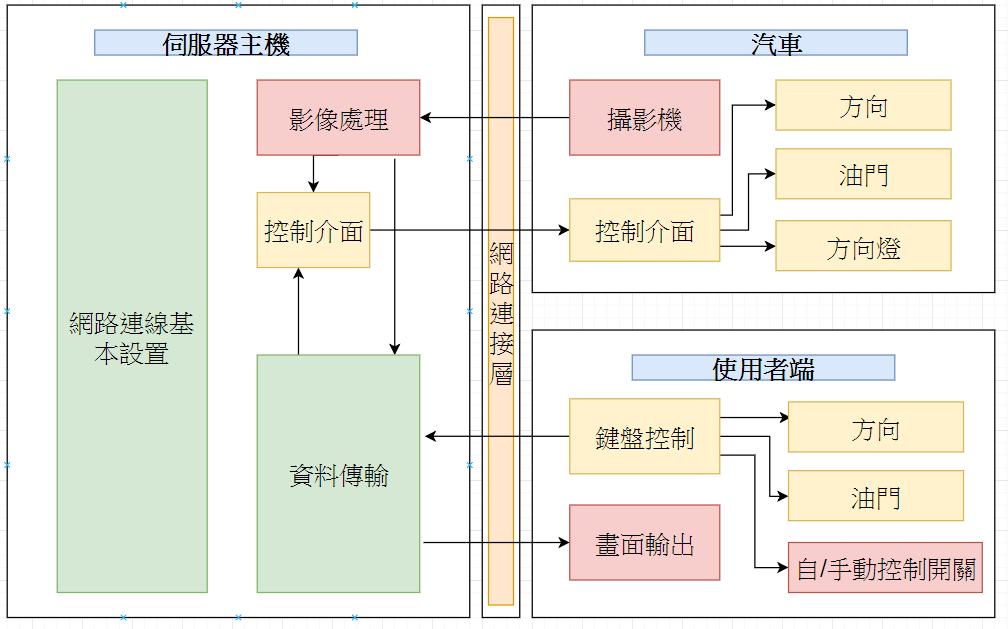 伺服器主機
網路連線基
本設置
影像處理
控制介面
資料傳輸
網
路
連
接
層
汽車
攝影機
控制介面
方向
油門
方向燈
使用者端
鍵盤控制
畫面輸出
方向
油門
自/手動控制開關